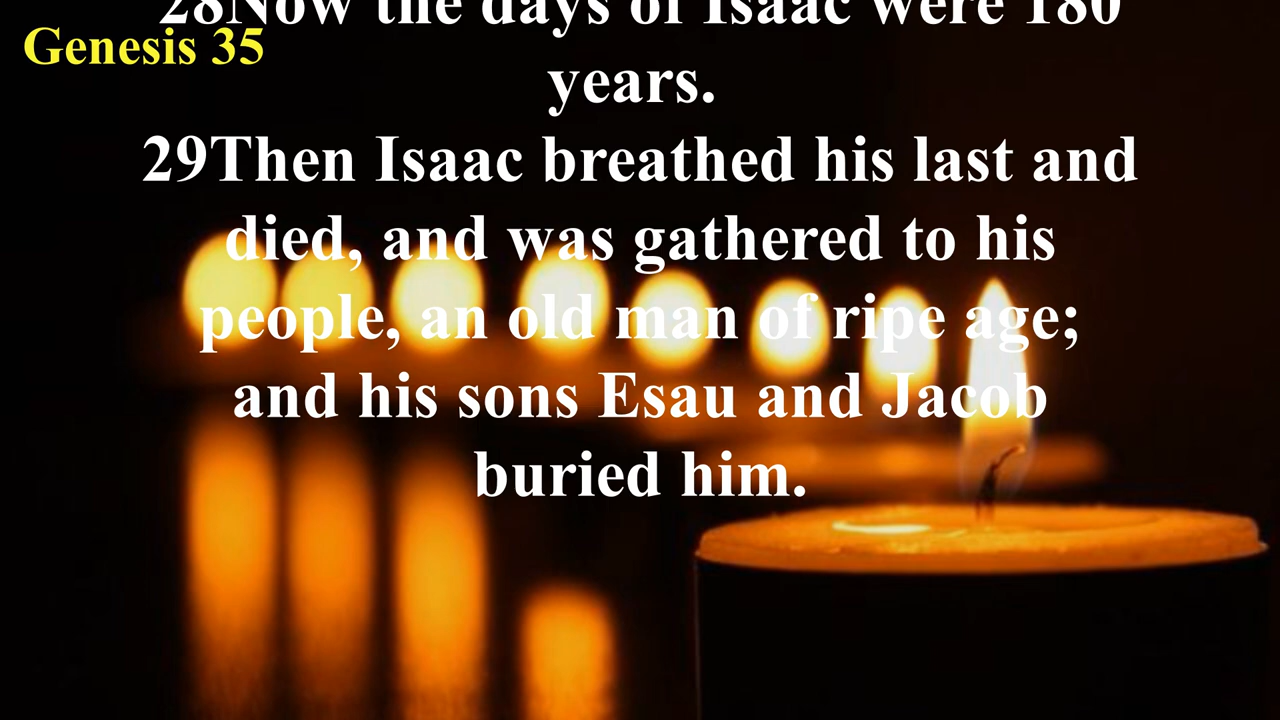 28Now the days of Isaac were 180
Genesis 35
years.
29Then Isaac breathed his last and
died, and was gathered to his
people, an old man of ripe age;
and his sons Esau and Jacob
buried him.